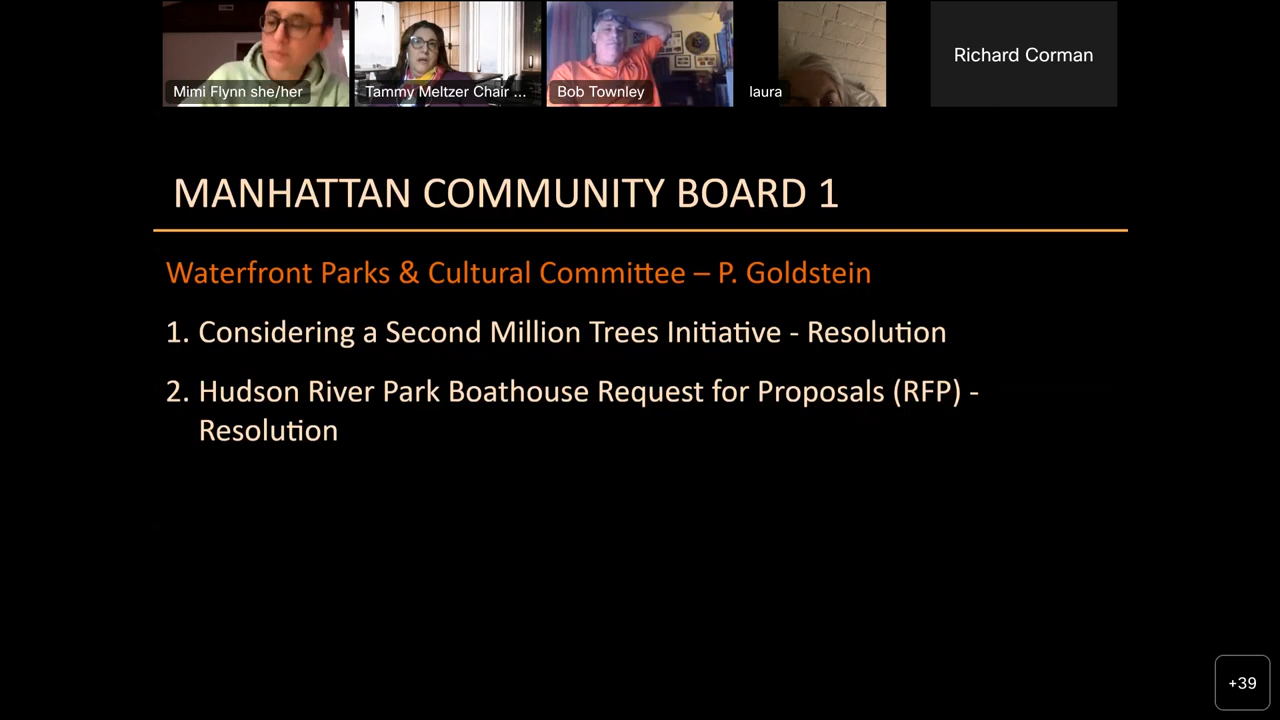 Mimi Flynn she/her
Tammy Meltzer Chair ...
Bob Townley
laura
Richard Corman
MANHATTAN COMMUNITY BOARD 1
Waterfront Parks & Cultural Committee – P. Goldstein
1. Considering a Second Million Trees Initiative - Resolution
2. Hudson River Park Boathouse Request for Proposals (RFP) -
Resolution
+39